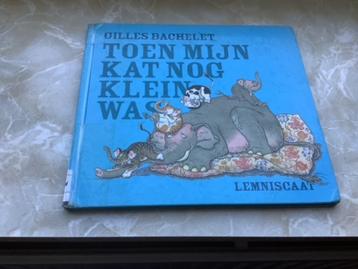 GILLES BACHELET
TOEN MIJN
KAT NOG
KLEIN
WAS
LEMNISCAAT